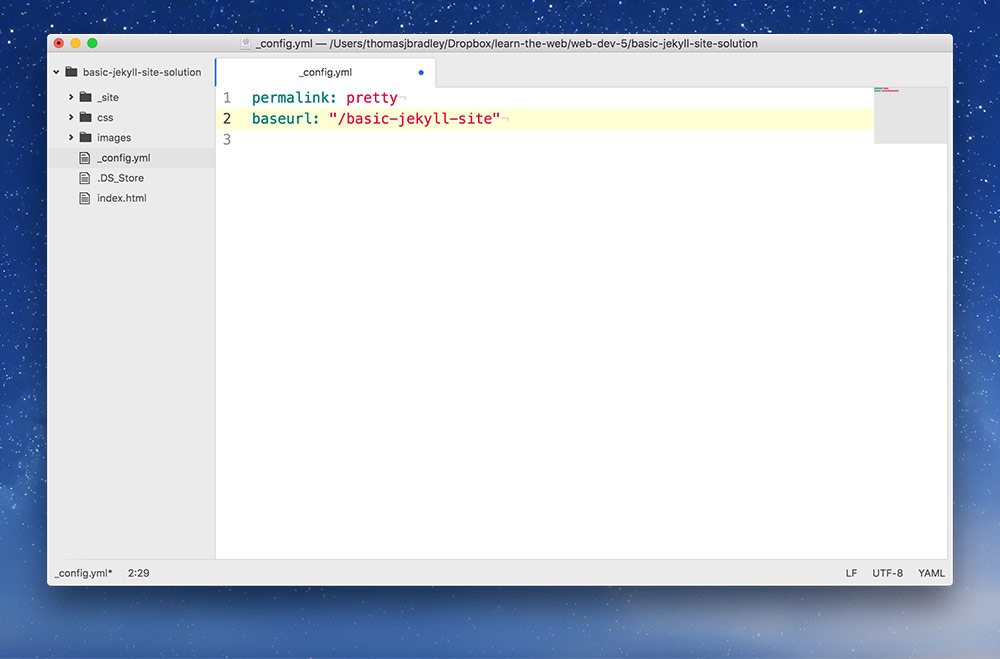 _config.yml — /Users/thomasjbradley/Dropbox/learn-the-web/web-dev-5/basic-jekyll-site-solution
basic-jekyll-site-solution
_site
css
images
_config.yml
.DS_Store
index.html
_config.yml
1 permalink: pretty¬
2 baseurl: "/basic-jekyll-site"¬
3
_config.yml* 2:29 LF UTF-8 YAML